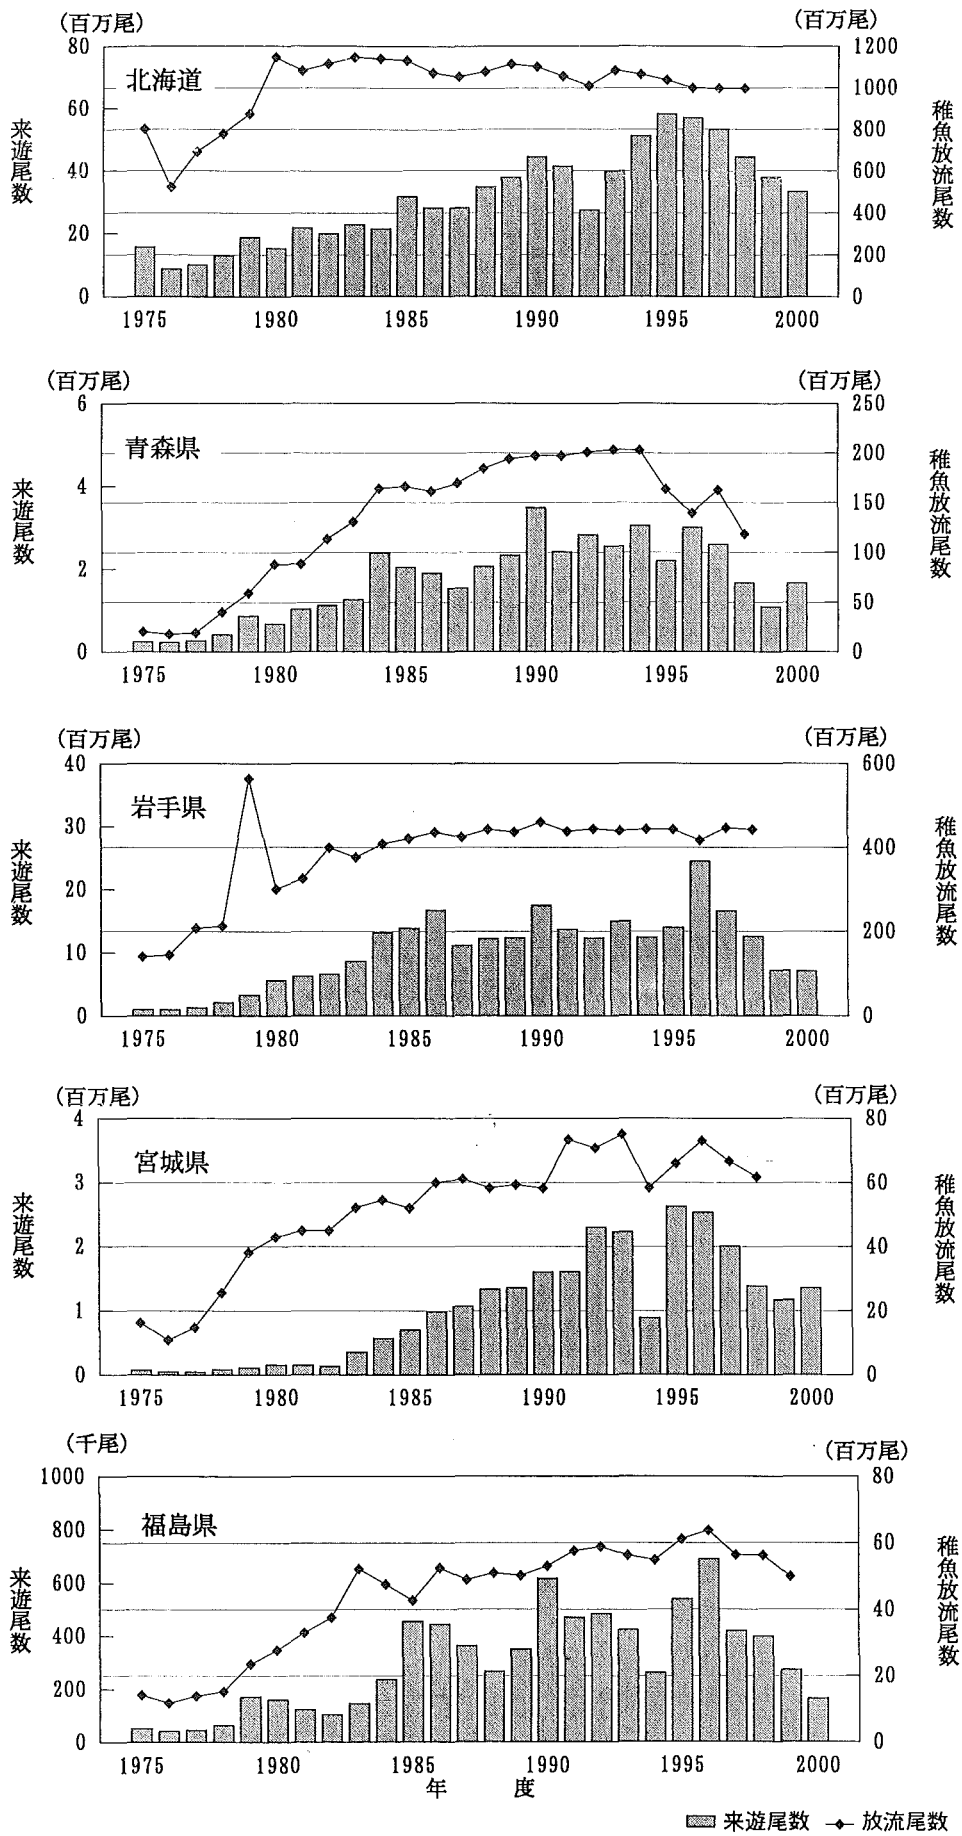 (百万尾) (百万尾)
北海道
80 1200
60 1000
40 800
20 600
0 400
200
0
来遊尾数
稚魚放流尾数
1975 1980 1985 1990 1995 2000
(百万尾) (百万尾)
青森県
6 250
4 200
2 150
0 100
50
0
来遊尾数
稚魚放流尾数
1975 1980 1985 1990 1995 2000
(百万尾) (百万尾)
岩手県
40 600
30 400
20 200
10 0
0
来遊尾数
稚魚放流尾数
1975 1980 1985 1990 1995 2000
(百万尾) (百万尾)
宮城県
4 80
3 60
2 40
1 20
0 0
来遊尾数
稚魚放流尾数
1975 1980 1985 1990 1995 2000
(千尾) (百万尾)
福島県
1000 80
800 60
600 40
400 20
200 0
0
来遊尾数
稚魚放流尾数
1975 1980 1985 1990 1995 2000
年 度
来遊尾数 放流尾数